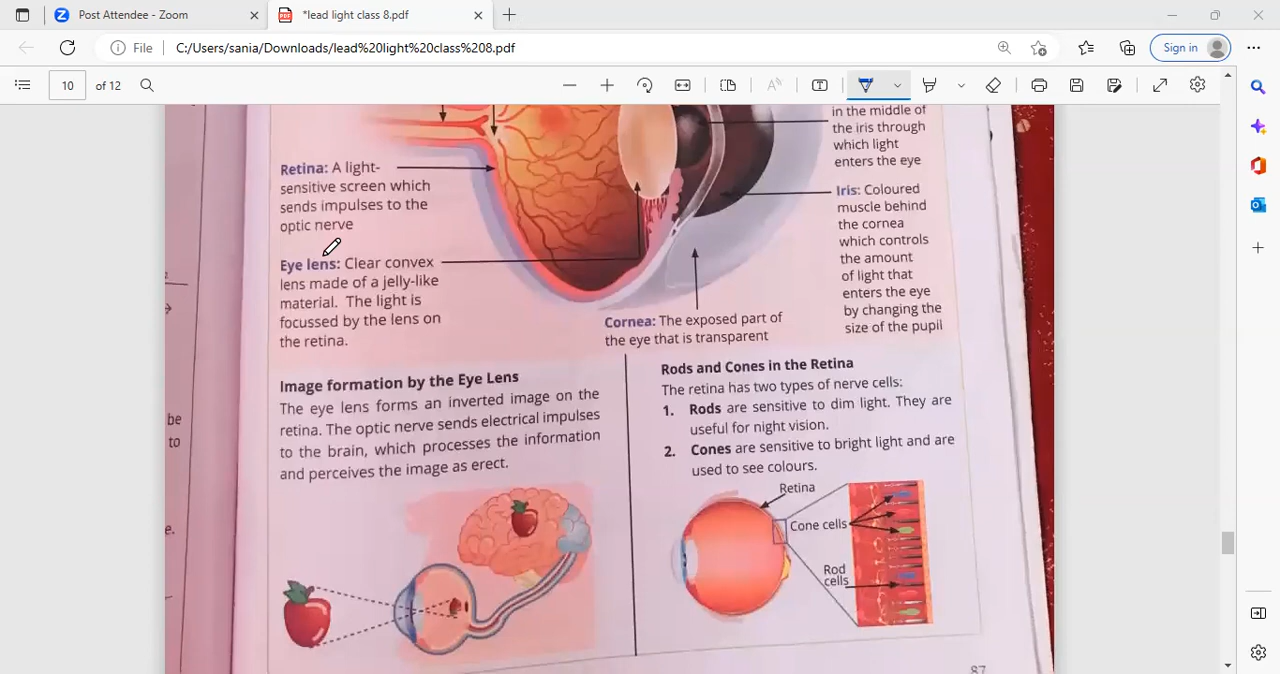 Post Attendee - Zoom
*lead light class 8.pdf
File
C:/Users/sania/Downloads/lead%20light%20class%208.pdf
Sign in
10
of 12
in the middle of
the iris through
which light
enters the eye
Retina: A light-
sensitive screen which
sends impulses to the
optic nerve
Iris: Coloured
muscle behind
the cornea
which controls
the amount
of light that
enters the eye
by changing the
size of the pupil
Eye lens: Clear convex
lens made of a jelly-like
material. The light is
focussed by the lens on
the retina.
Cornea: The exposed part of
the eye that is transparent
be
to
e.
Image formation by the Eye Lens
The eye lens forms an inverted image on the
retina. The optic nerve sends electrical impulses
to the brain, which processes the information
and perceives the image as erect.
Rods and Cones in the Retina
The retina has two types of nerve cells:
1. Rods are sensitive to dim light. They are
useful for night vision.
2. Cones are sensitive to bright light and are
used to see colours.
Retina
Cone cells
Rod
cells
87